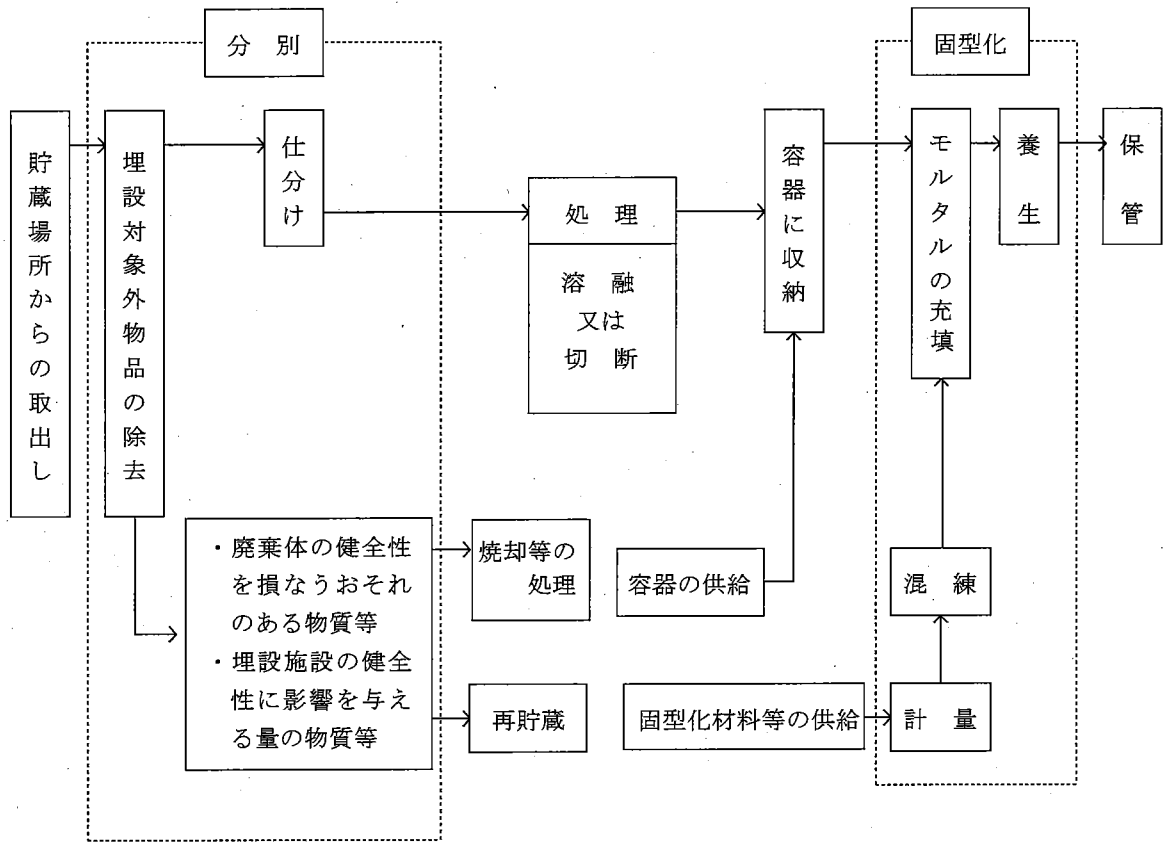 分別
固型化
貯蔵場所からの取出し
埋設対象外物品の除去
仕分け
処理
溶融
又は
切断
容器に収納
モルタルの充填
養生
保管
・廃棄体の健全性
を損なうおそれ
のある物質等
・埋設施設の健全
性に影響を与え
る量の物質等
焼却等の
処理
再貯蔵
容器の供給
固型化材料等の供給
混練
計量